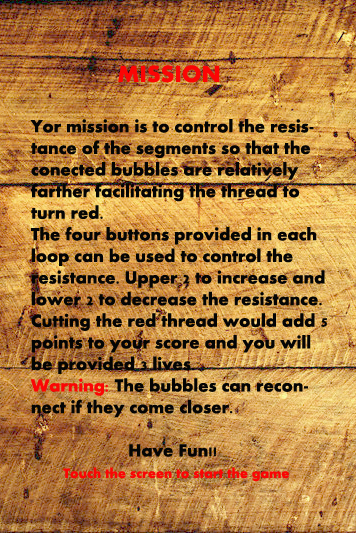 MISSION
Yor mission is to control the resis-
tance of the segments so that the
conected bubbles are relatively
farther facilitating the thread to
turn red.
The four buttons provided in each
loop can be used to control the
resistance. Upper 2 to increase and
lower 2 to decrease the resistance.
Cutting the red thread would add 5
points to your score and you will
be provided 3 lives.
Warning: The bubbles can recon-
nect if they come closer.
Have Fun!!
Touch the screen to start the game